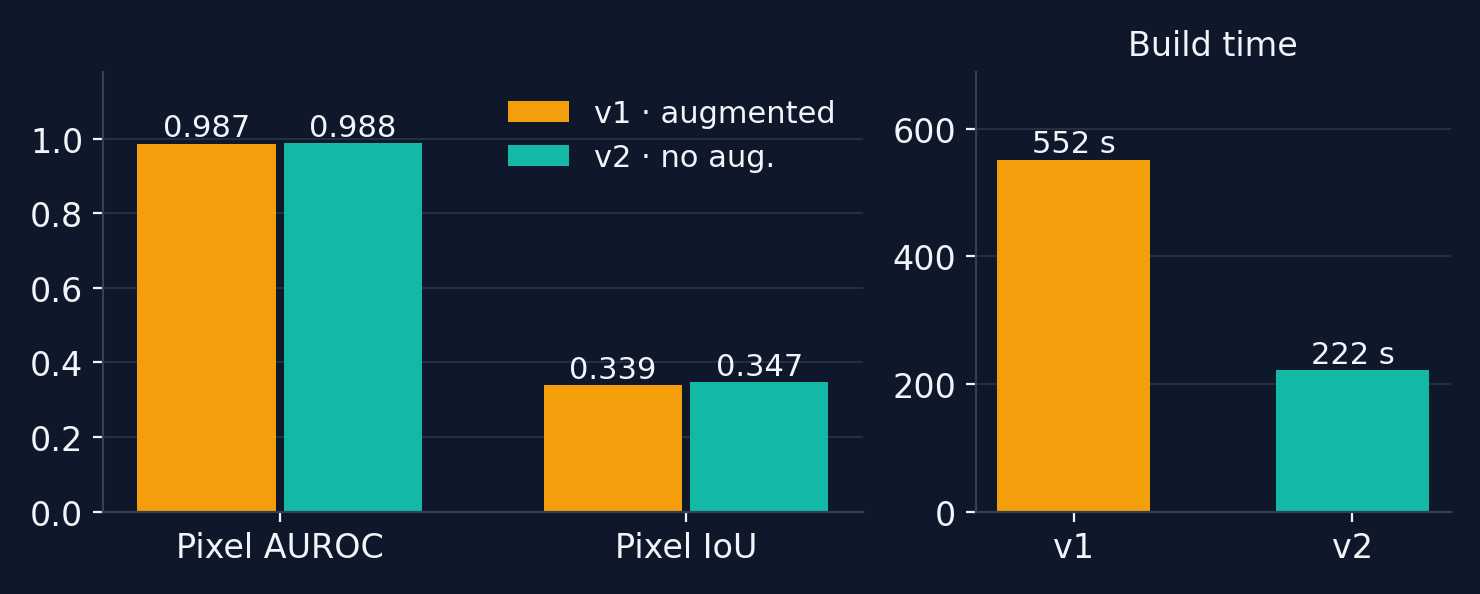 0.987
0.988
0.339
0.347
v1 · augmented
v2 · no aug.
1.0
0.8
0.6
0.4
0.2
0.0
Pixel AUROC
Pixel IoU
Build time
552 s
222 s
600
400
200
0
v1
v2